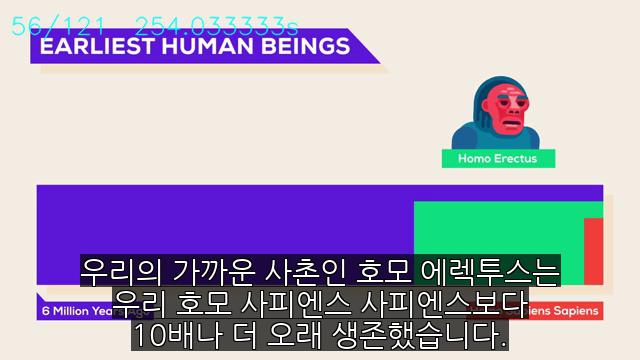 56/121 254.033333s
EARLIEST HUMAN BEINGS
Homo Erectus
우리의 가까운 사촌인 호모 에렉투스는
우리 호모 사피엔스 사피엔스보다
10배나 더 오래 생존했습니다.
6 Million Years Ago
Sapiens Sapiens